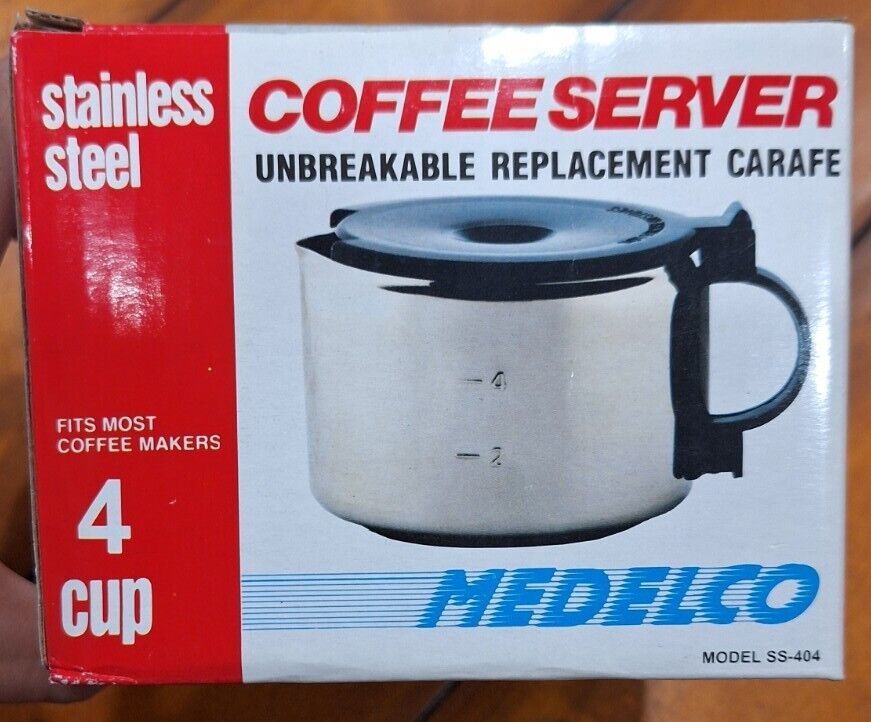 stainless
steel
COFFEE SERVER
UNBREAKABLE REPLACEMENT CARAFE
4
2
FITS MOST
COFFEE MAKERS
4
cup
MEDELCO
MODEL SS-404